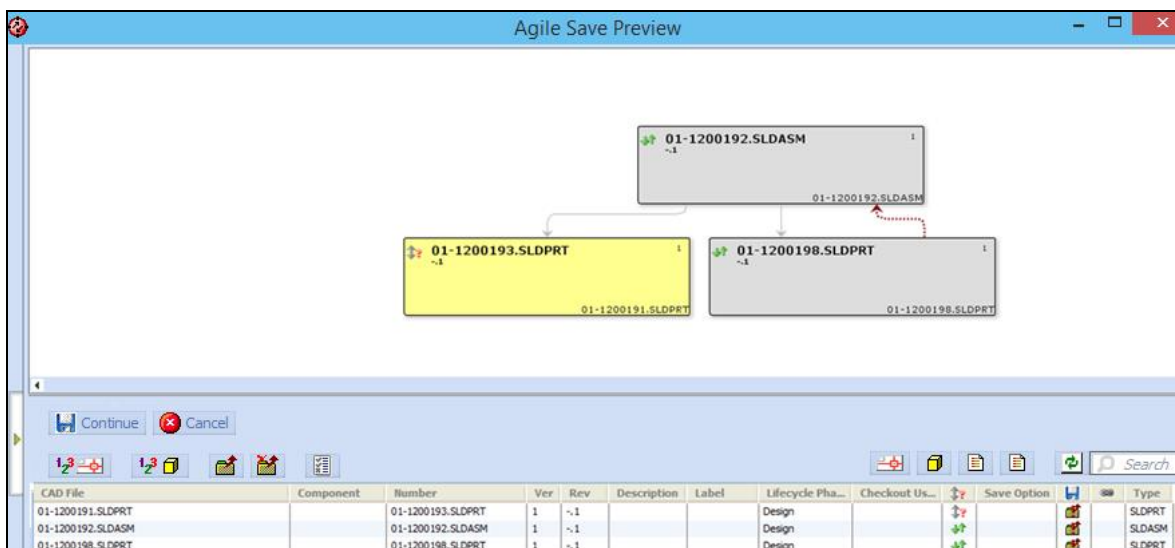 Agile Save Preview
01-1200192.SLDASM 1
-.1
01-1200192.SLDASM
01-1200193.SLDPRT 1
-.1
01-1200191.SLDPRT
01-1200198.SLDPRT 1
-.1
01-1200198.SLDPRT
Continue Cancel
123 123 Search
CAD File Component Number Ver Rev Description Label Lifecycle Pha... Checkout Us... Save Option Type
01-1200191.SLDPRT 01-1200193.SLDPRT 1 -.1 Design SLDPRT
01-1200192.SLDASM 01-1200192.SLDASM 1 -.1 Design SLDASM
01-1200198.SLDPRT 01-1200198.SLDPRT 1 -.1 Design SLDPRT